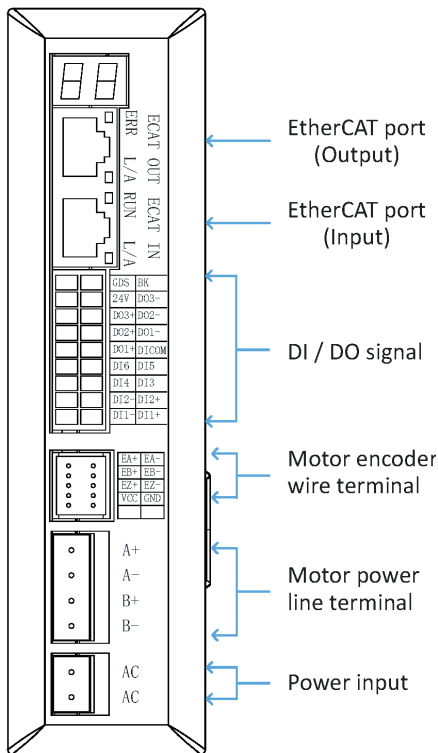 ERR
ECAT OUT
L/A
RUN
ECAT IN
L/A
GDS BK
24V DO3-
DO3+ DO2-
DO2+ DO1-
DO1+ DICOM
DI6 DI5
DI4 DI3
DI2- DI2+
DI1- DI1+
EA+ EA-
EB+ EB-
EZ+ EZ-
VCC GND
A+
A-
B+
B-
AC
AC
EtherCAT port
(Output)
EtherCAT port
(Input)
DI / DO signal
Motor encoder
wire terminal
Motor power
line terminal
Power input